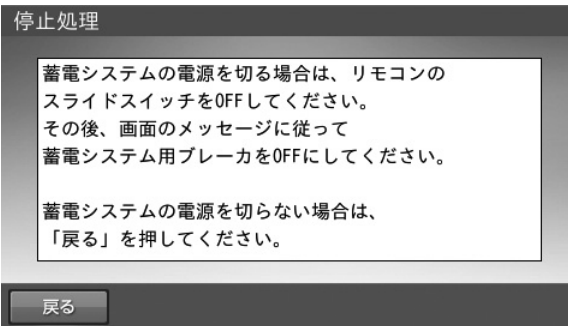 停止処理
蓄電システムの電源を切る場合は、リモコンの
スライドスイッチをOFFしてください。
その後、画面のメッセージに従って
蓄電システム用ブレーカをOFFにしてください。
蓄電システムの電源を切らない場合は、
「戻る」を押してください。
戻る